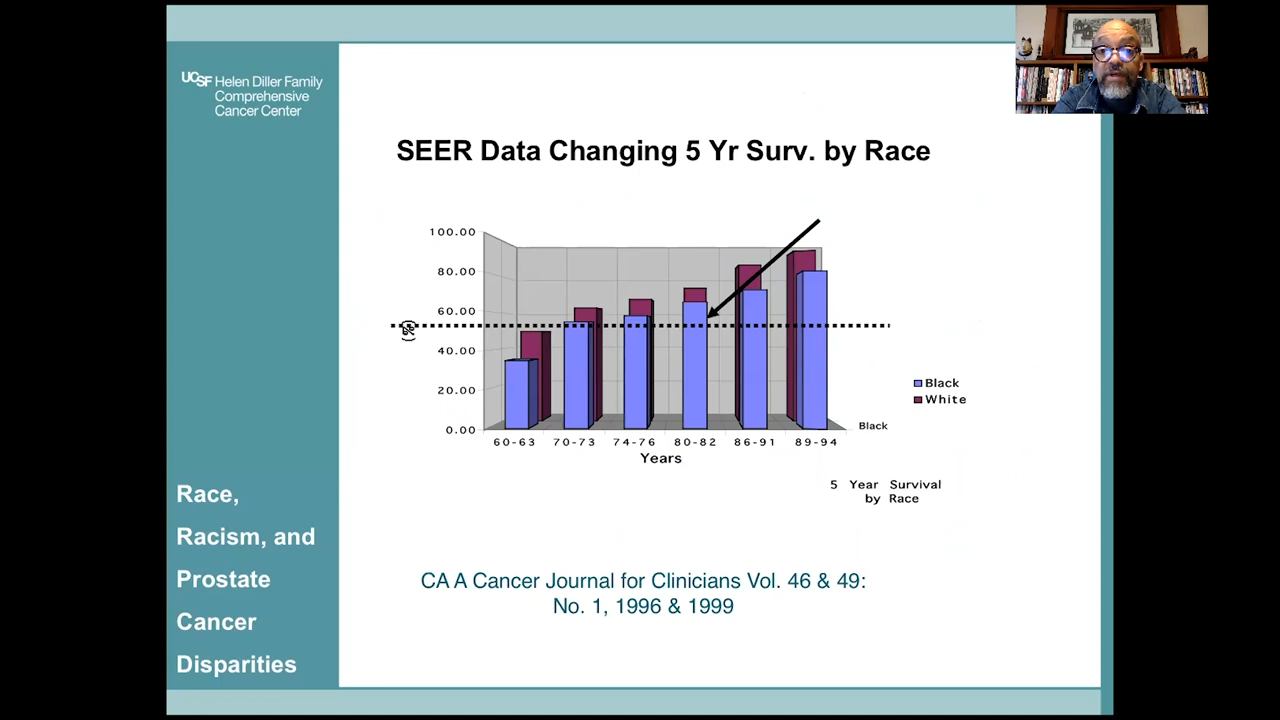 UCSF Helen Diller Family
Comprehensive
Cancer Center
SEER Data Changing 5 Yr Surv. by Race
100.00
80.00
60.00
40.00
20.00
0.00
(%)
60-63 70-73 74-76 80-82 86-91 89-94
Years
Black
White
Black
5 Year Survival
by Race
Race,
Racism, and
Prostate
Cancer
Disparities
CA A Cancer Journal for Clinicians Vol. 46 & 49:
No. 1, 1996 & 1999